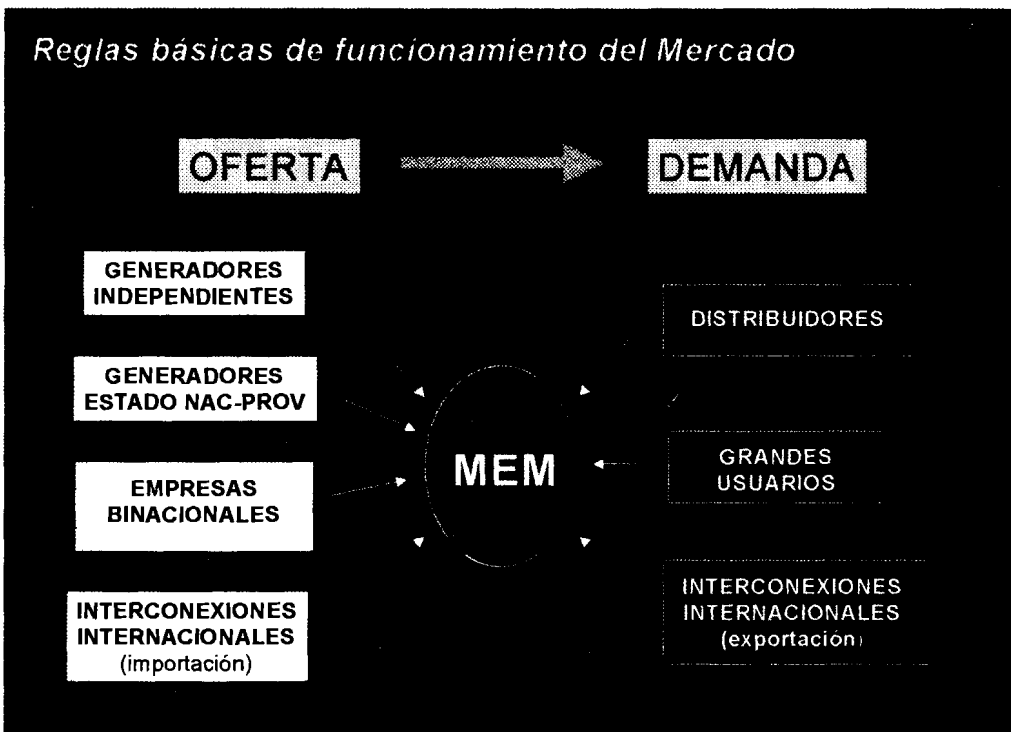 Reglas básicas de funcionamiento del Mercado
OFERTA
DEMANDA
GENERADORES
INDEPENDIENTES
GENERADORES
ESTADO NAC-PROV
EMPRESAS
BINACIONALES
INTERCONEXIONES
INTERNACIONALES
(importación)
MEM
DISTRIBUIDORES
GRANDES
USUARIOS
INTERCONEXIONES
INTERNACIONALES
(exportación)